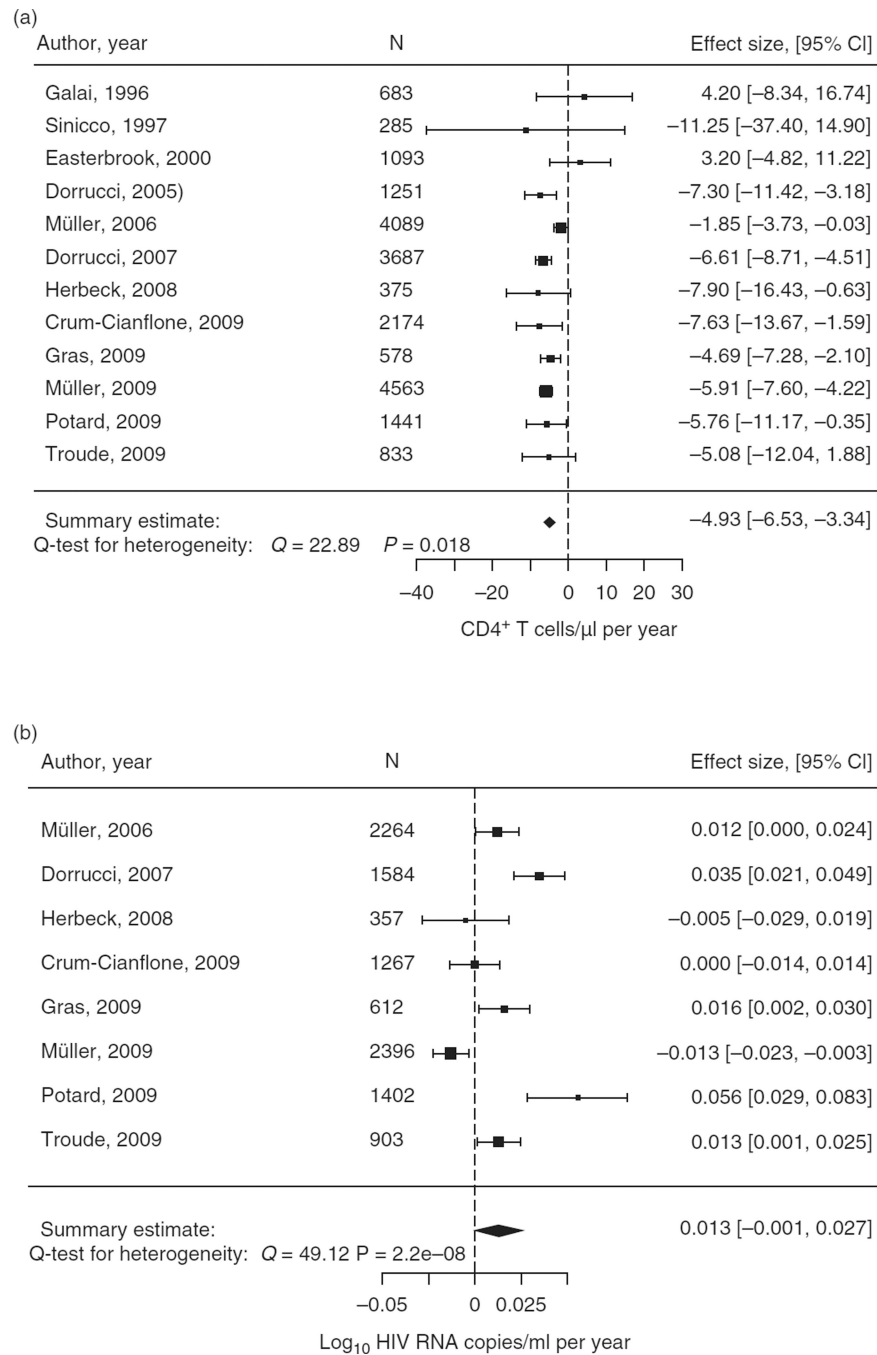 (a)
Author, year N Effect size, [95% CI]
Galai, 1996 683 4.20 [–8.34, 16.74]
Sinicco, 1997 285 –11.25 [–37.40, 14.90]
Easterbrook, 2000 1093 3.20 [–4.82, 11.22]
Dorrucci, 2005) 1251 –7.30 [–11.42, –3.18]
Müller, 2006 4089 –1.85 [–3.73, –0.03]
Dorrucci, 2007 3687 –6.61 [–8.71, –4.51]
Herbeck, 2008 375 –7.90 [–16.43, –0.63]
Crum-Cianflone, 2009 2174 –7.63 [–13.67, –1.59]
Gras, 2009 578 –4.69 [–7.28, –2.10]
Müller, 2009 4563 –5.91 [–7.60, –4.22]
Potard, 2009 1441 –5.76 [–11.17, –0.35]
Troude, 2009 833 –5.08 [–12.04, 1.88]
Summary estimate: –4.93 [–6.53, –3.34]
Q-test for heterogeneity: Q = 22.89 P = 0.018
–40 –20 0 10 20 30
CD4⁺ T cells/µl per year
(b)
Author, year N Effect size, [95% CI]
Müller, 2006 2264 0.012 [0.000, 0.024]
Dorrucci, 2007 1584 0.035 [0.021, 0.049]
Herbeck, 2008 357 –0.005 [–0.029, 0.019]
Crum-Cianflone, 2009 1267 0.000 [–0.014, 0.014]
Gras, 2009 612 0.016 [0.002, 0.030]
Müller, 2009 2396 –0.013 [–0.023, –0.003]
Potard, 2009 1402 0.056 [0.029, 0.083]
Troude, 2009 903 0.013 [0.001, 0.025]
Summary estimate: 0.013 [–0.001, 0.027]
Q-test for heterogeneity: Q = 49.12 P = 2.2e–08
–0.05 0 0.025
Log₁₀ HIV RNA copies/ml per year